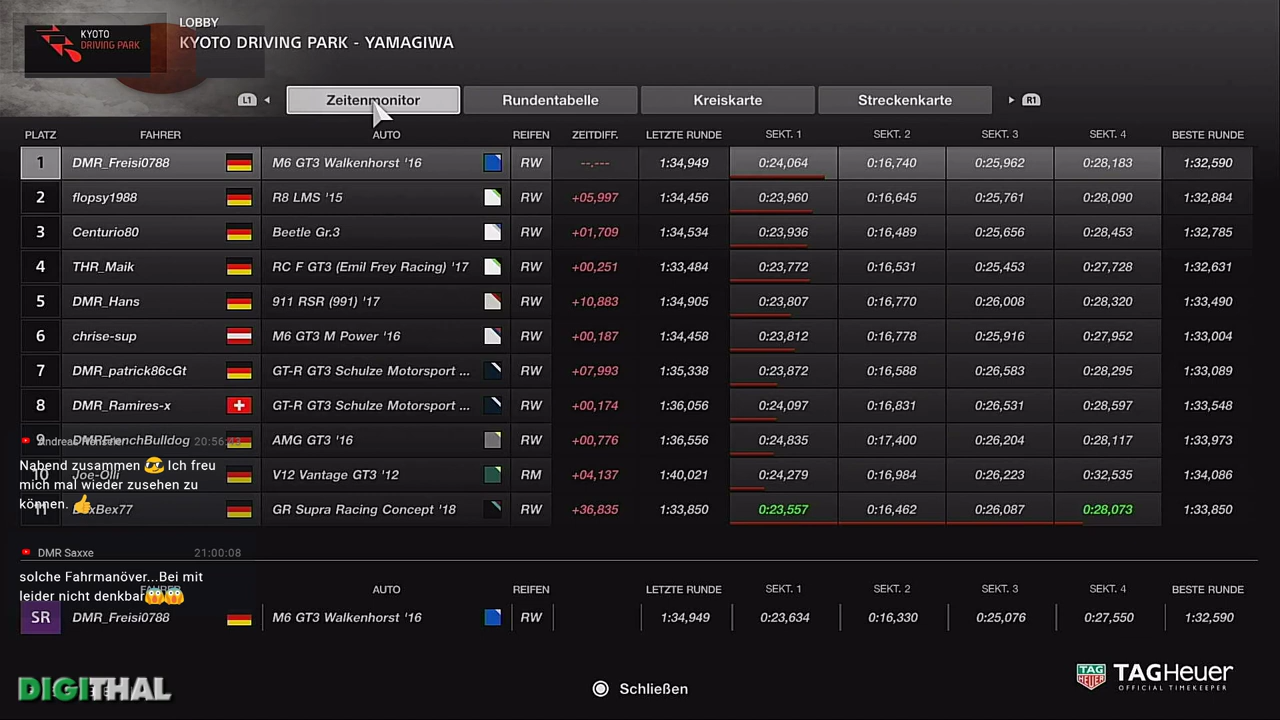 LOBBY
KYOTO DRIVING PARK - YAMAGIWA
KYOTO
DRIVING PARK
L1 Zeitenmonitor Rundentabelle Kreiskarte Streckenkarte R1
PLATZ FAHRER AUTO REIFEN ZEITDIFF. LETZTE RUNDE SEKT. 1 SEKT. 2 SEKT. 3 SEKT. 4 BESTE RUNDE
1 DMR_Freisi0788 M6 GT3 Walkenhorst '16 RW --.--- 1:34,949 0:24,064 0:16,740 0:25,962 0:28,183 1:32,590
2 flopsy1988 R8 LMS '15 RW +05,997 1:34,456 0:23,960 0:16,645 0:25,761 0:28,090 1:32,884
3 Centurio80 Beetle Gr.3 RW +01,709 1:34,534 0:23,936 0:16,489 0:25,656 0:28,453 1:32,785
4 THR_Maik RC F GT3 (Emil Frey Racing) '17 RW +00,251 1:33,484 0:23,772 0:16,531 0:25,453 0:27,728 1:32,631
5 DMR_Hans 911 RSR (991) '17 RW +10,883 1:34,905 0:23,807 0:16,770 0:26,008 0:28,320 1:33,490
6 chrise-sup M6 GT3 M Power '16 RW +00,187 1:34,458 0:23,812 0:16,778 0:25,916 0:27,952 1:33,004
7 DMR_patrick86cGt GT-R GT3 Schulze Motorsport ... RW +07,993 1:35,338 0:23,872 0:16,588 0:26,583 0:28,295 1:33,089
8 DMR_Ramires-x GT-R GT3 Schulze Motorsport ... RW +00,174 1:36,056 0:24,097 0:16,831 0:26,531 0:28,597 1:33,548
9 DMRFrenchBulldog AMG GT3 '16 RW +00,776 1:36,556 0:24,835 0:17,400 0:26,204 0:28,117 1:33,973
10 Joe-Olli V12 Vantage GT3 '12 RM +04,137 1:40,021 0:24,279 0:16,984 0:26,223 0:32,535 1:34,086
11 GR Supra Racing Concept '18 RW +36,835 1:33,850 0:23,557 0:16,462 0:26,087 0:28,073 1:33,850
Nabend zusammen 😎 Ich freu
mich mal wieder zusehen zu
können. 👍
DMR Saxxe 21:00:08
solche Fahrmanöver...Bei mit
leider nicht denkbar😱😱
FAHRER AUTO REIFEN LETZTE RUNDE SEKT. 1 SEKT. 2 SEKT. 3 SEKT. 4 BESTE RUNDE
SR DMR_Freisi0788 M6 GT3 Walkenhorst '16 RW 1:34,949 0:23,634 0:16,330 0:25,076 0:27,550 1:32,590
DIGITHAL
Schließen
TAG HEUER TAGHeuer
OFFICIAL TIMEKEEPER